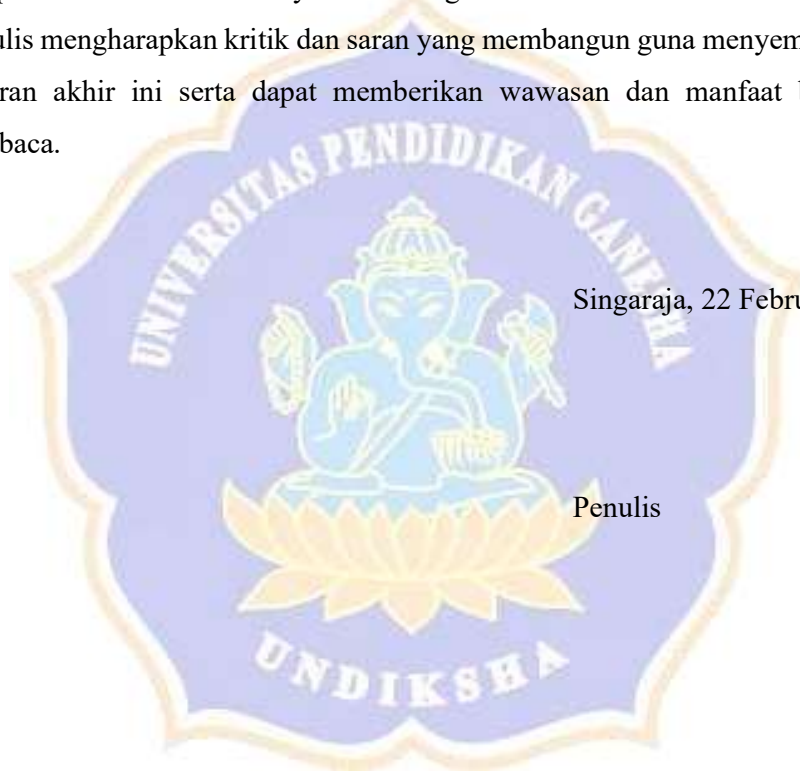 ulis mengharapkan kritik dan saran yang membangun guna menyem
ran akhir ini serta dapat memberikan wawasan dan manfaat
baca.
UNIVERSITAS PENDIDIKAN GANESHA
Singaraja, 22 Febru
Penulis
UNDIKSHA